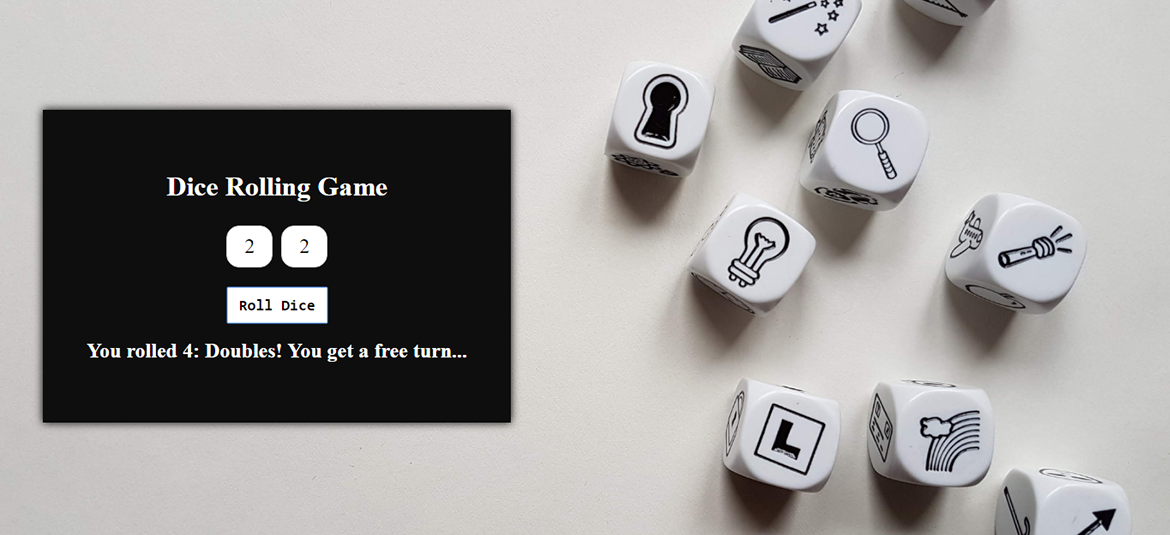 Dice Rolling Game
2 2
Roll Dice
You rolled 4: Doubles! You get a free turn...
L